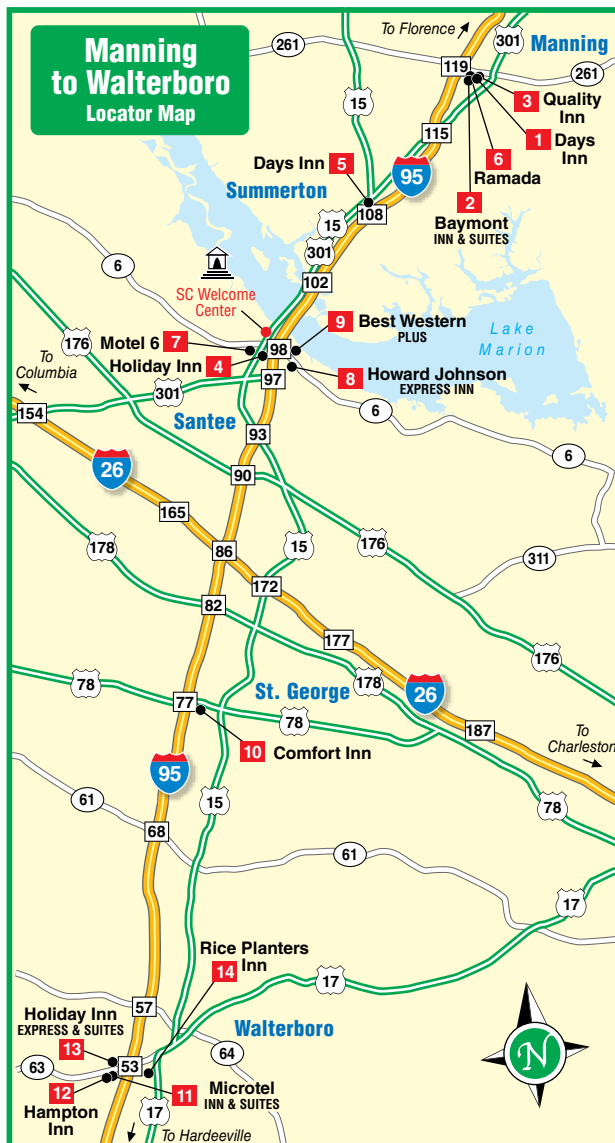 Manning
to Walterboro
Locator Map
To Florence
301
Manning
261
119
261
15
3 Quality
Inn
115
1 Days
Inn
6
Ramada
Days Inn 5
95
Summerton
2
Baymont
INN & SUITES
108
15
301
6
102
SC Welcome
Center
9 Best Western
PLUS
Lake
Marion
176
Motel 6 7
98
Holiday Inn 4
To
Columbia
97
8 Howard Johnson
EXPRESS INN
301
6
154
Santee
93
6
26
90
165
15
176
178
86
311
172
82
177
176
78
St. George
178
26
77
78
187
10 Comfort Inn
To
Charleston
95
61
15
78
68
61
17
Rice Planters
Inn
14
17
57
Holiday Inn
EXPRESS & SUITES
Walterboro
13
64
63
53
12
11 Microtel
INN & SUITES
Hampton
Inn
17
To Hardeeville
N